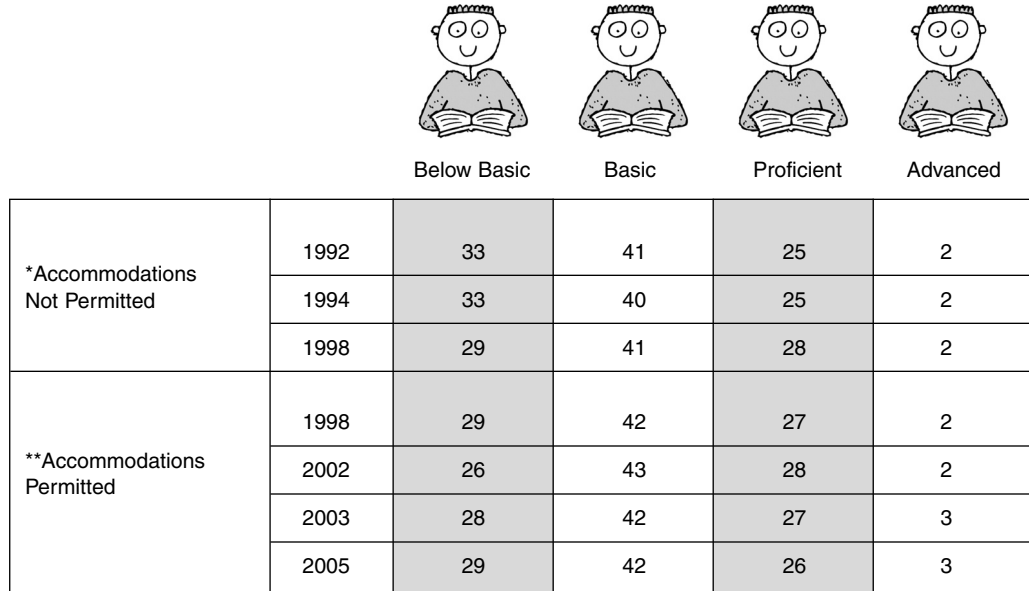 Below Basic Basic Proficient Advanced
*Accommodations
Not Permitted
1992 33 41 25 2
1994 33 40 25 2
1998 29 41 28 2
**Accommodations
Permitted
1998 29 42 27 2
2002 26 43 28 2
2003 28 42 27 3
2005 29 42 26 3